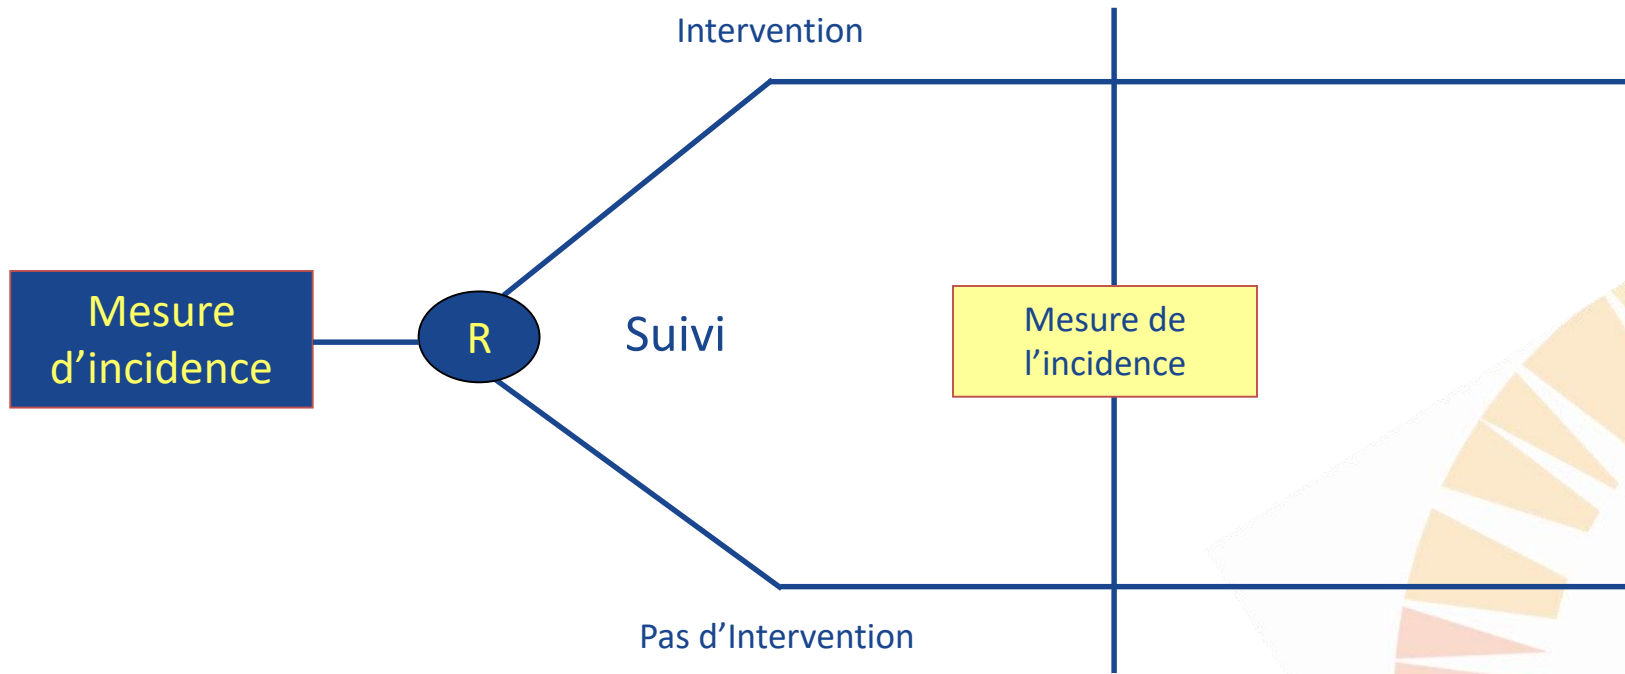 Intervention
Mesure
d’incidence
R
Suivi
Mesure de
l’incidence
Pas d’Intervention